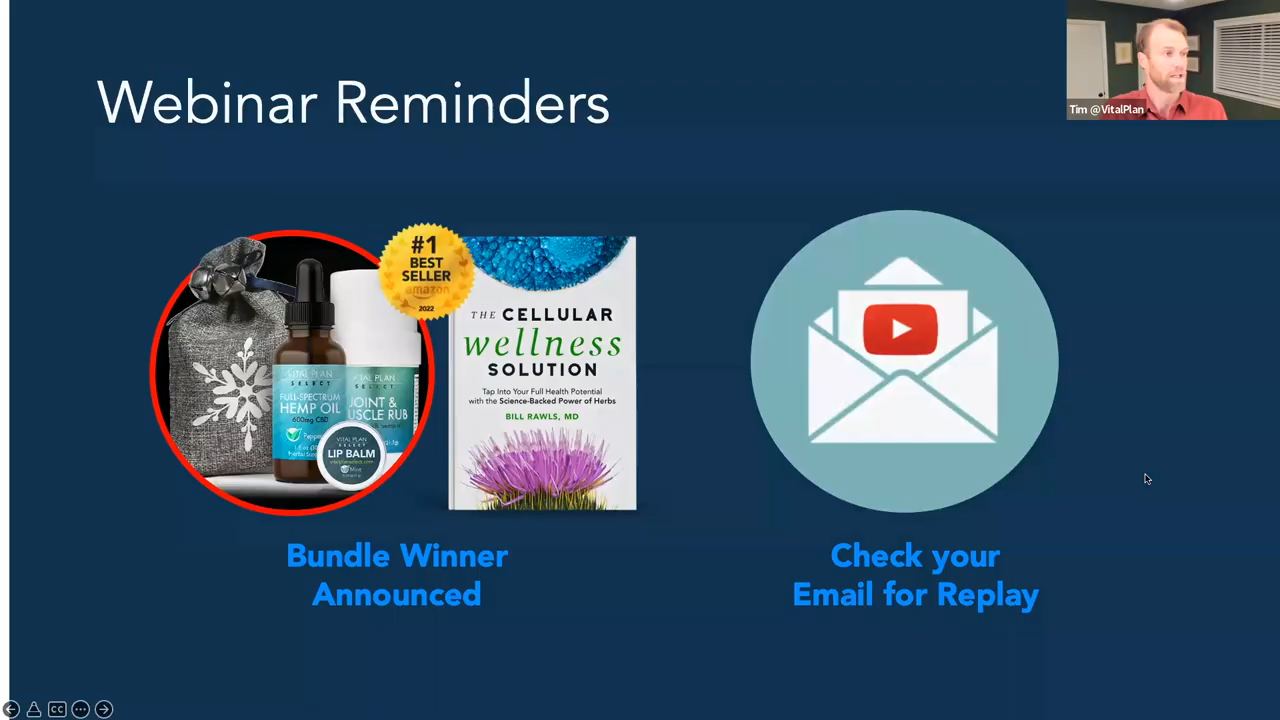 Webinar Reminders
Tim @VitalPlan
#1
BEST
SELLER
amazon
2022
THE CELLULAR
wellness
SOLUTION
Tap Into Your Full Health Potential
with the Science-Backed Power of Herbs
BILL RAWLS, MD
VITAL PLAN
SELECT
FULL-SPECTRUM
HEMP OIL
600mg CBD
VITAL PLAN
SELECT
JOINT &
USCLE RUB
VITAL PLAN
SELECT
LIP BALM
Bundle Winner
Announced
Check your
Email for Replay
CC